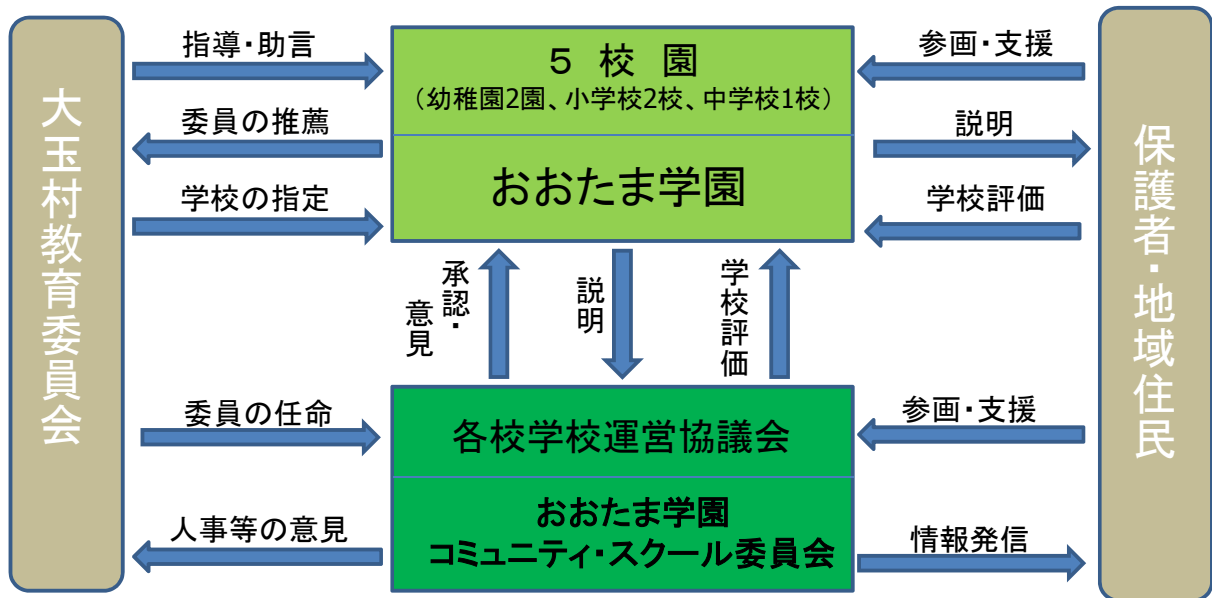 大玉村教育委員会
指導・助言
委員の推薦
学校の指定
委員の任命
人事等の意見
５ 校 園
（幼稚園2園、小学校2校、中学校1校）
おおたま学園
承認・
意見
説明
学校評価
各校学校運営協議会
おおたま学園
コミュニティ・スクール委員会
参画・支援
説明
学校評価
参画・支援
情報発信
保護者・地域住民